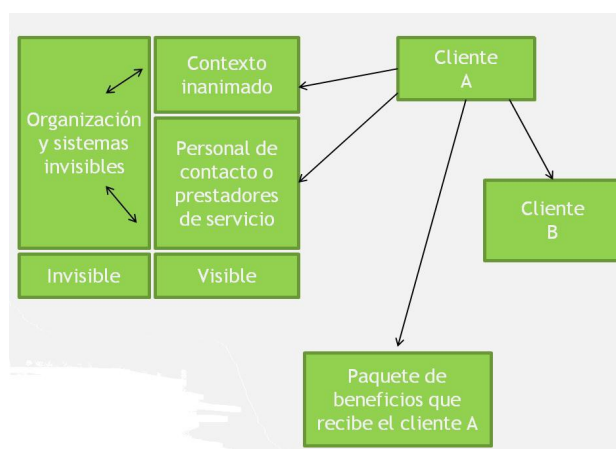 Organización
y sistemas
invisibles
Contexto
inanimado
Personal de
contacto o
prestadores
de servicio
Invisible
Visible
Cliente
A
Cliente
B
Paquete de
beneficios que
recibe el cliente A